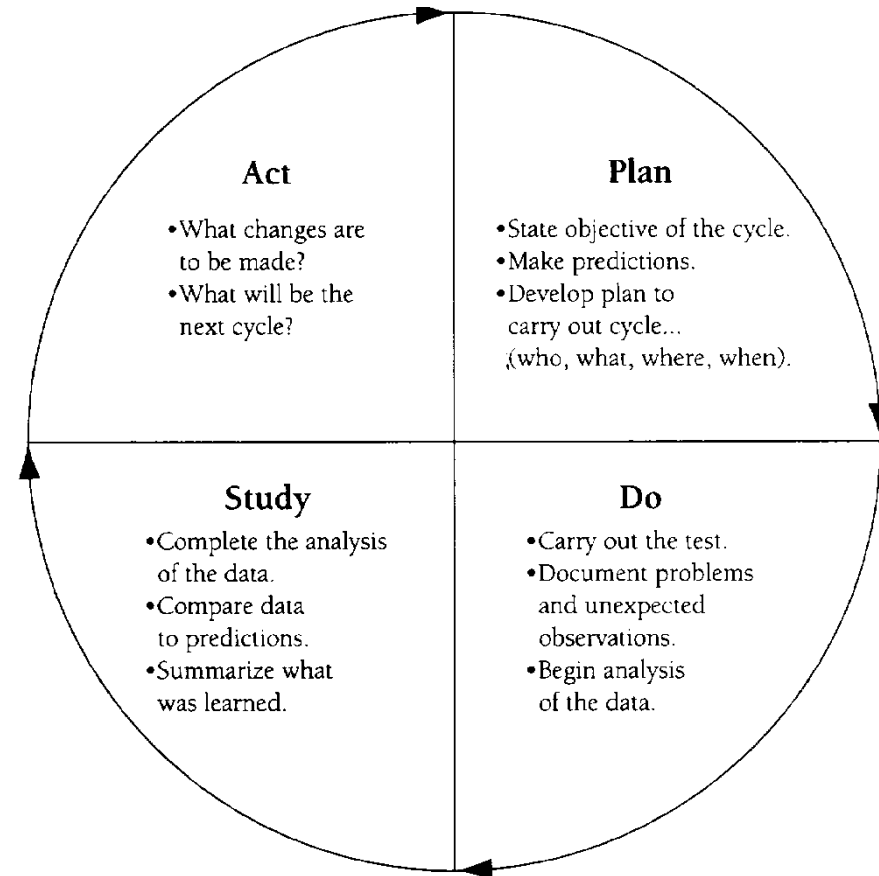 Act
•What changes are
to be made?
•What will be the
next cycle?
Plan
•State objective of the cycle.
•Make predictions.
•Develop plan to
carry out cycle...
(who, what, where, when).
Study
•Complete the analysis
of the data.
•Compare data
to predictions.
•Summarize what
was learned.
Do
•Carry out the test.
•Document problems
and unexpected
observations.
•Begin analysis
of the data.